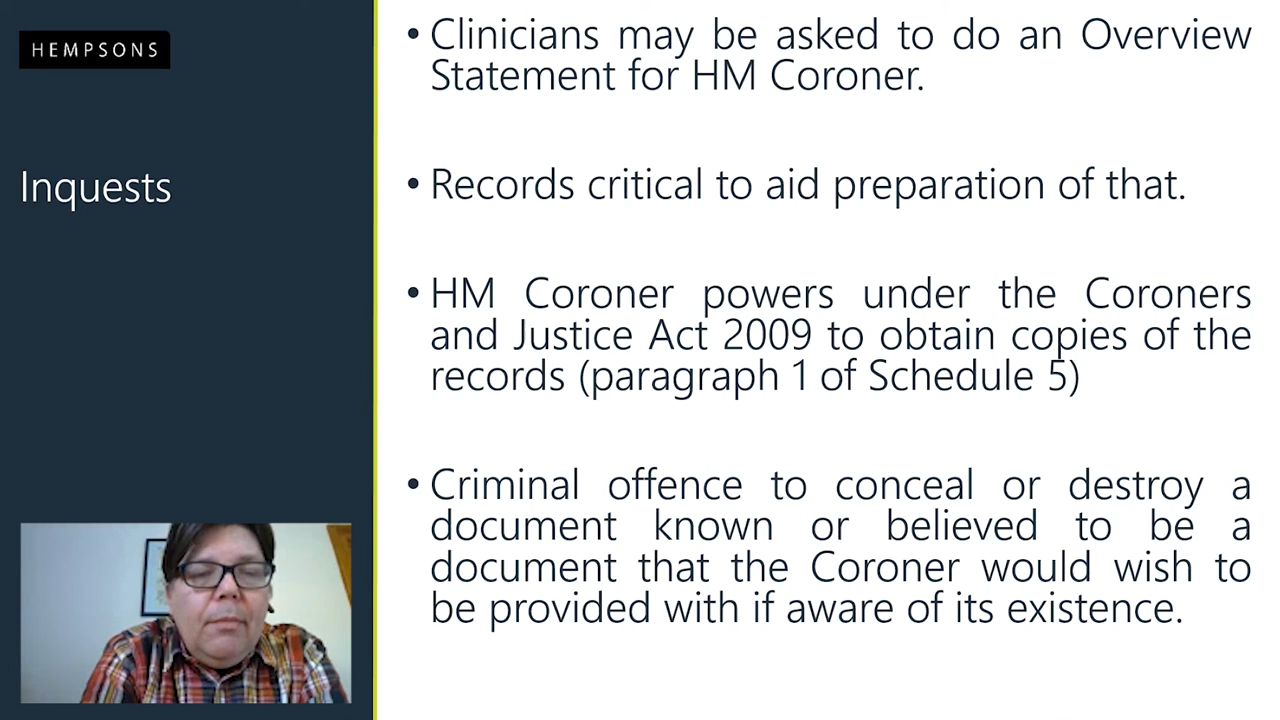 HEMPSONS
Inquests
• Clinicians may be asked to do an Overview
Statement for HM Coroner.
• Records critical to aid preparation of that.
• HM Coroner powers under the Coroners
and Justice Act 2009 to obtain copies of the
records (paragraph 1 of Schedule 5)
• Criminal offence to conceal or destroy a
document known or believed to be a
document that the Coroner would wish to
be provided with if aware of its existence.